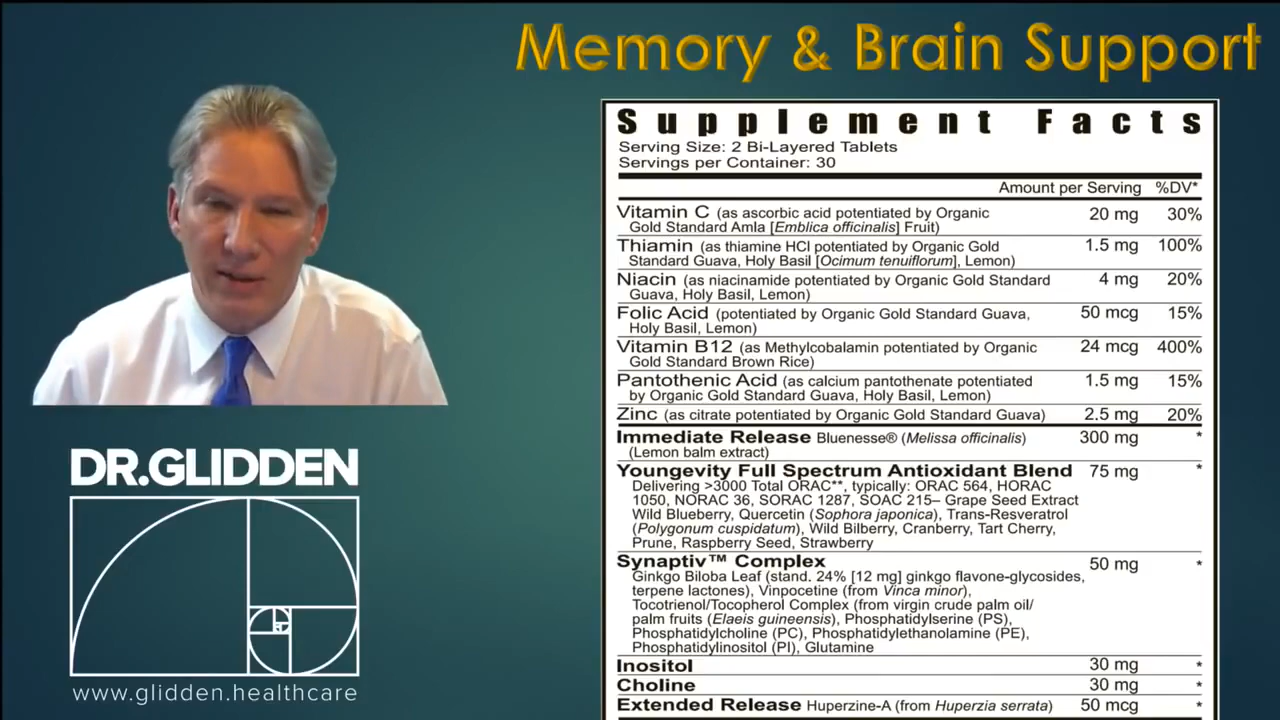 Memory & Brain Support
Supplement Facts
Serving Size: 2 Bi-Layered Tablets
Servings per Container: 30
Amount per Serving %DV*
Vitamin C (as ascorbic acid potentiated by Organic 20 mg 30%
Gold Standard Amla [Emblica officinalis] Fruit)
Thiamin (as thiamine HCl potentiated by Organic Gold 1.5 mg 100%
Standard Guava, Holy Basil [Ocimum tenuiflorum], Lemon)
Niacin (as niacinamide potentiated by Organic Gold Standard 4 mg 20%
Guava, Holy Basil, Lemon)
Folic Acid (potentiated by Organic Gold Standard Guava, 50 mcg 15%
Holy Basil, Lemon)
Vitamin B12 (as Methylcobalamin potentiated by Organic 24 mcg 400%
Gold Standard Brown Rice)
Pantothenic Acid (as calcium pantothenate potentiated 1.5 mg 15%
by Organic Gold Standard Guava, Holy Basil, Lemon)
Zinc (as citrate potentiated by Organic Gold Standard Guava) 2.5 mg 20%
Immediate Release Bluenesse® (Melissa officinalis) 300 mg *
(Lemon balm extract)
Youngevity Full Spectrum Antioxidant Blend 75 mg *
Delivering >3000 Total ORAC**, typically: ORAC 564, HORAC
1050, NORAC 36, SORAC 1287, SOAC 215– Grape Seed Extract
Wild Blueberry, Quercetin (Sophora japonica), Trans-Resveratrol
(Polygonum cuspidatum), Wild Bilberry, Cranberry, Tart Cherry,
Prune, Raspberry Seed, Strawberry
Synaptiv™ Complex 50 mg *
Ginkgo Biloba Leaf (stand. 24% [12 mg] ginkgo flavone-glycosides,
terpene lactones), Vinpocetine (from Vinca minor),
Tocotrienol/Tocopherol Complex (from virgin crude palm oil/
palm fruits (Elaeis guineensis), Phosphatidylserine (PS),
Phosphatidylcholine (PC), Phosphatidylethanolamine (PE),
Phosphatidylinositol (PI), Glutamine
Inositol 30 mg *
Choline 30 mg *
Extended Release Huperzine-A (from Huperzia serrata) 50 mcg *
DR.GLIDDEN
www.glidden.healthcare